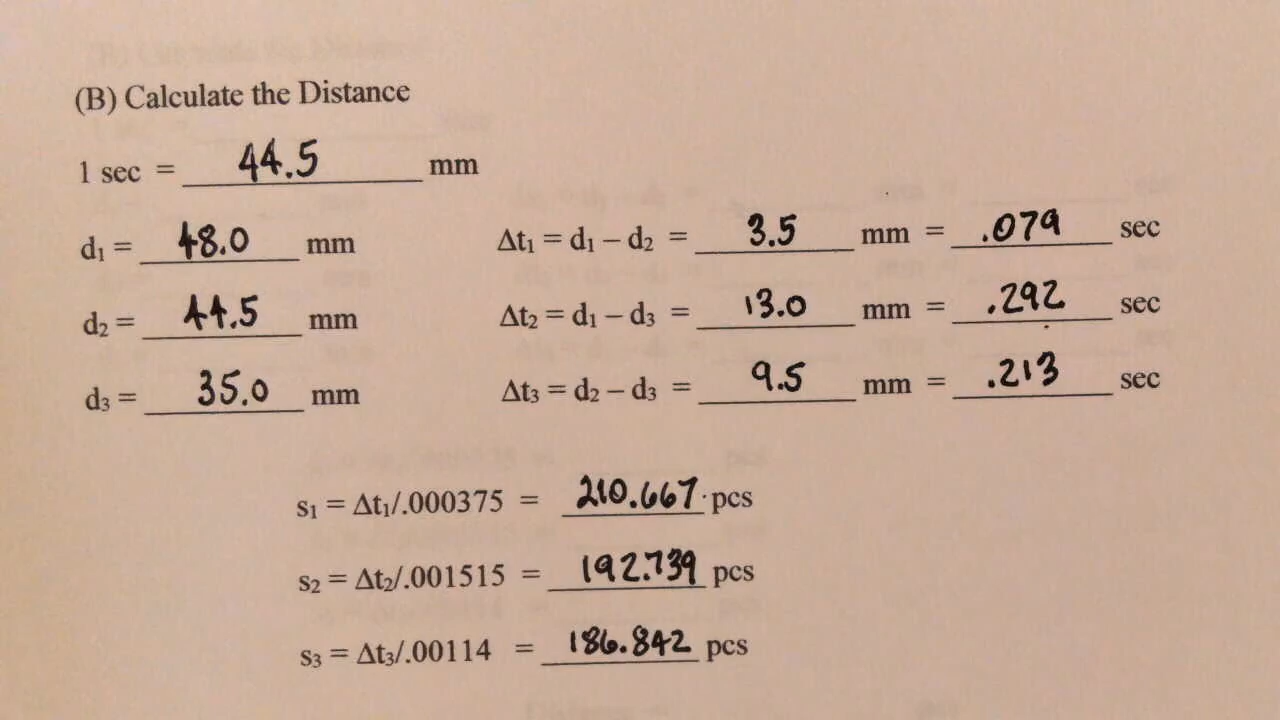 (B) Calculate the Distance
1 sec = 44.5 mm
d₁ = 48.0 mm Δt₁ = d₁ – d₂ = 3.5 mm = .079 sec
d₂ = 44.5 mm Δt₂ = d₁ – d₃ = 13.0 mm = .292 sec
d₃ = 35.0 mm Δt₃ = d₂ – d₃ = 9.5 mm = .213 sec
s₁ = Δt₁/.000375 = 210.667 pcs
s₂ = Δt₂/.001515 = 192.739 pcs
s₃ = Δt₃/.00114 = 186.842 pcs